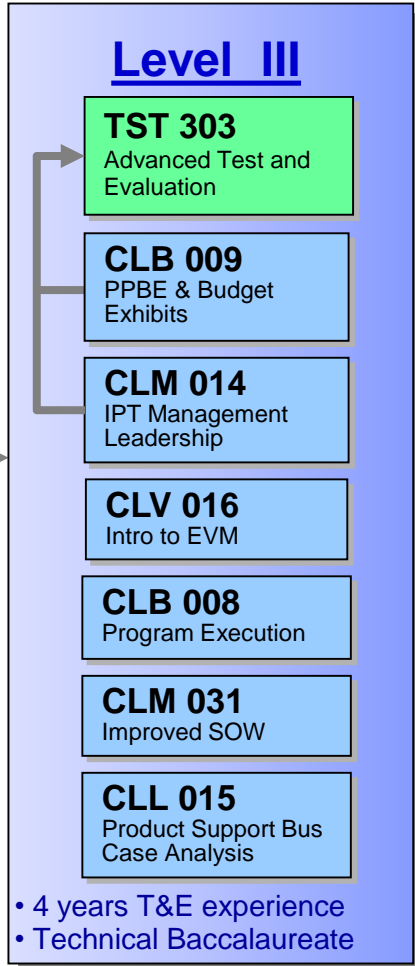 Level III
TST 303
Advanced Test and
Evaluation
CLB 009
PPBE & Budget
Exhibits
CLM 014
IPT Management
Leadership
CLV 016
Intro to EVM
CLB 008
Program Execution
CLM 031
Improved SOW
CLL 015
Product Support Bus
Case Analysis
• 4 years T&E experience
• Technical Baccalaureate